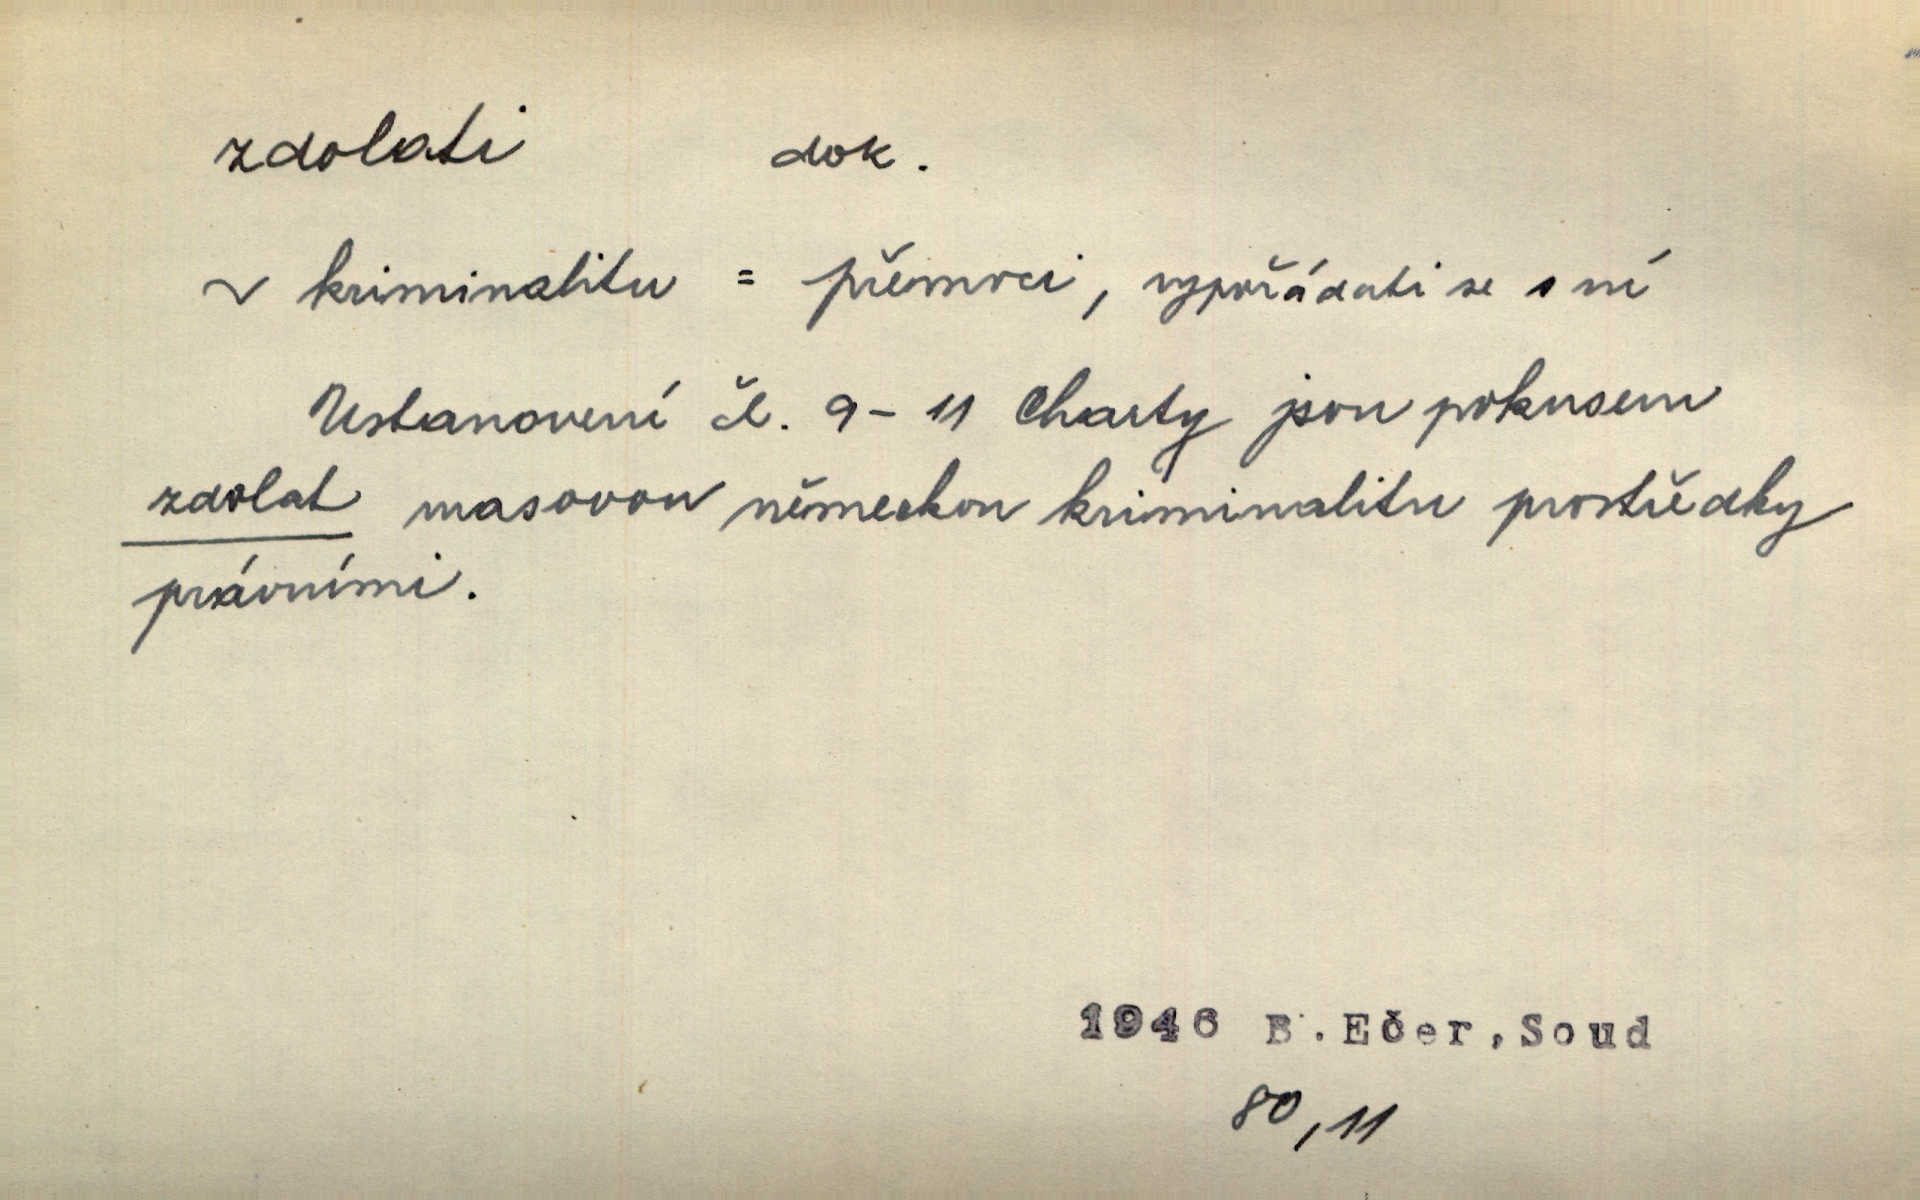 zdolati dok.
~ kriminalitu = přemoci, vypořádati se s ní
Ustanovení čl. 9-11 Charty jsou pokusem
zdolat masovou německou kriminalitu prostředky
právními.
1946 B. Ečer, Soud
80,11